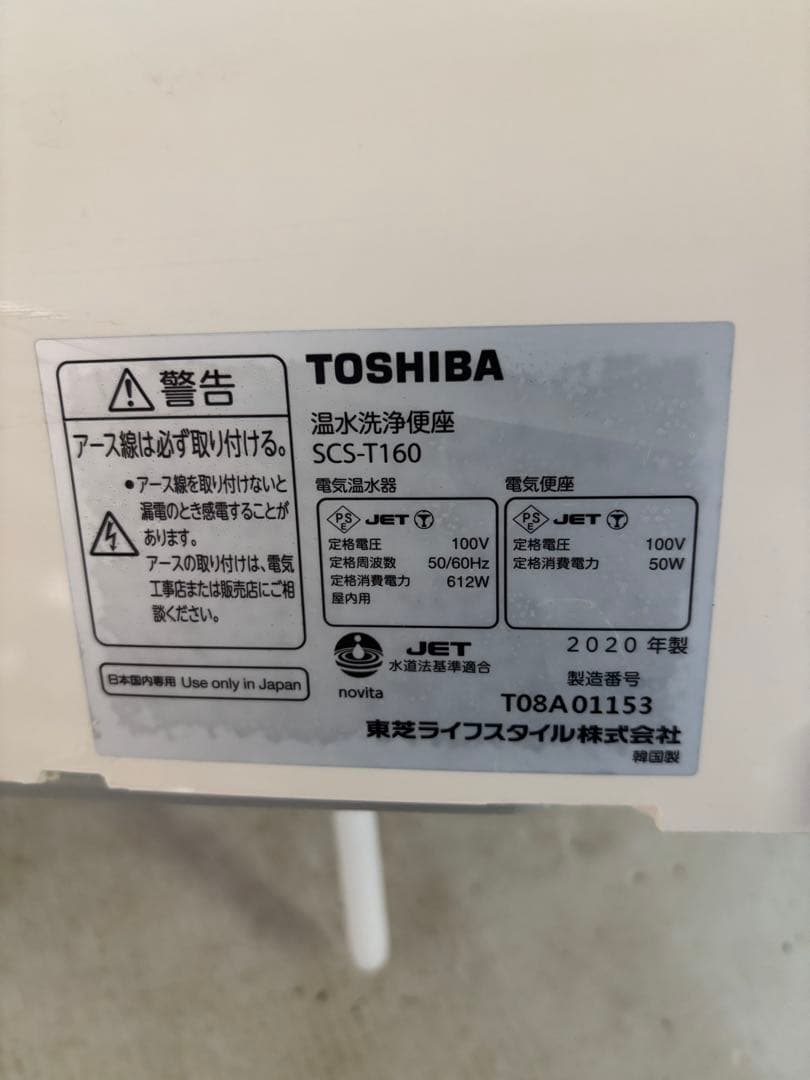 警告
アース線は必ず取り付ける。
●アース線を取り付けないと
漏電のとき感電することが
あります。
アースの取り付けは、電気
工事店または販売店にご相
談ください。
日本国内専用 Use only in Japan
TOSHIBA
温水洗浄便座
SCS-T160
電気温水器
PSE JET T
定格電圧 100V
定格周波数 50/60Hz
定格消費電力 612W
屋内用
電気便座
PSE JET T
定格電圧 100V
定格消費電力 50W
novita
JET
水道法基準適合
2020年製
製造番号
T08A01153
東芝ライフスタイル株式会社
韓国製